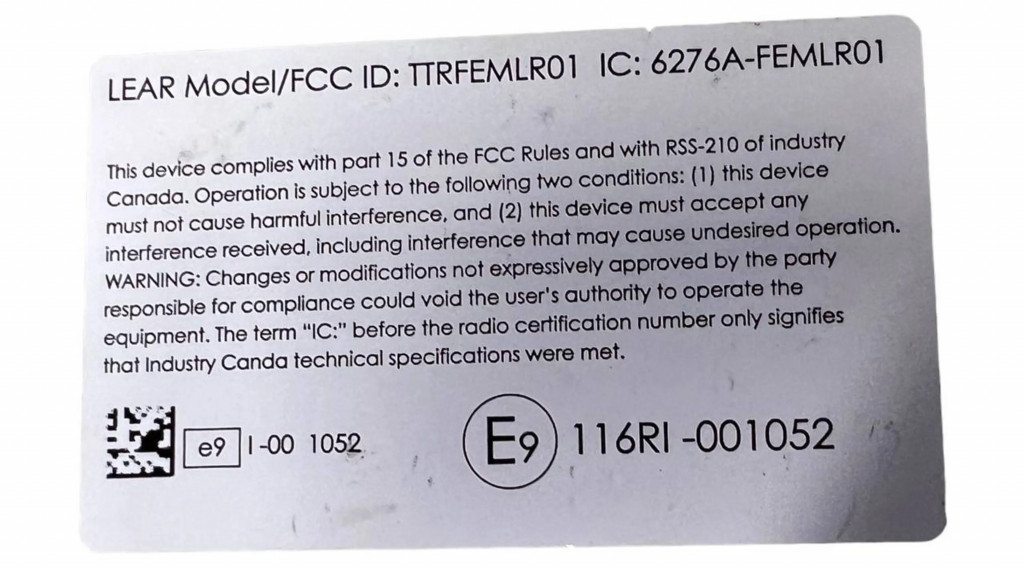 LEAR Model/FCC ID: TTRFEMLR01 IC: 6276A-FEMLR01
This device complies with part 15 of the FCC Rules and with RSS-210 of industry
Canada. Operation is subject to the following two conditions: (1) this device
must not cause harmful interference, and (2) this device must accept any
interference received, including interference that may cause undesired operation.
WARNING: Changes or modifications not expressively approved by the party
responsible for compliance could void the user's authority to operate the
equipment. The term "IC:" before the radio certification number only signifies
that Industry Canda technical specifications were met.
e9 I-00 1052
E9 116RI -001052